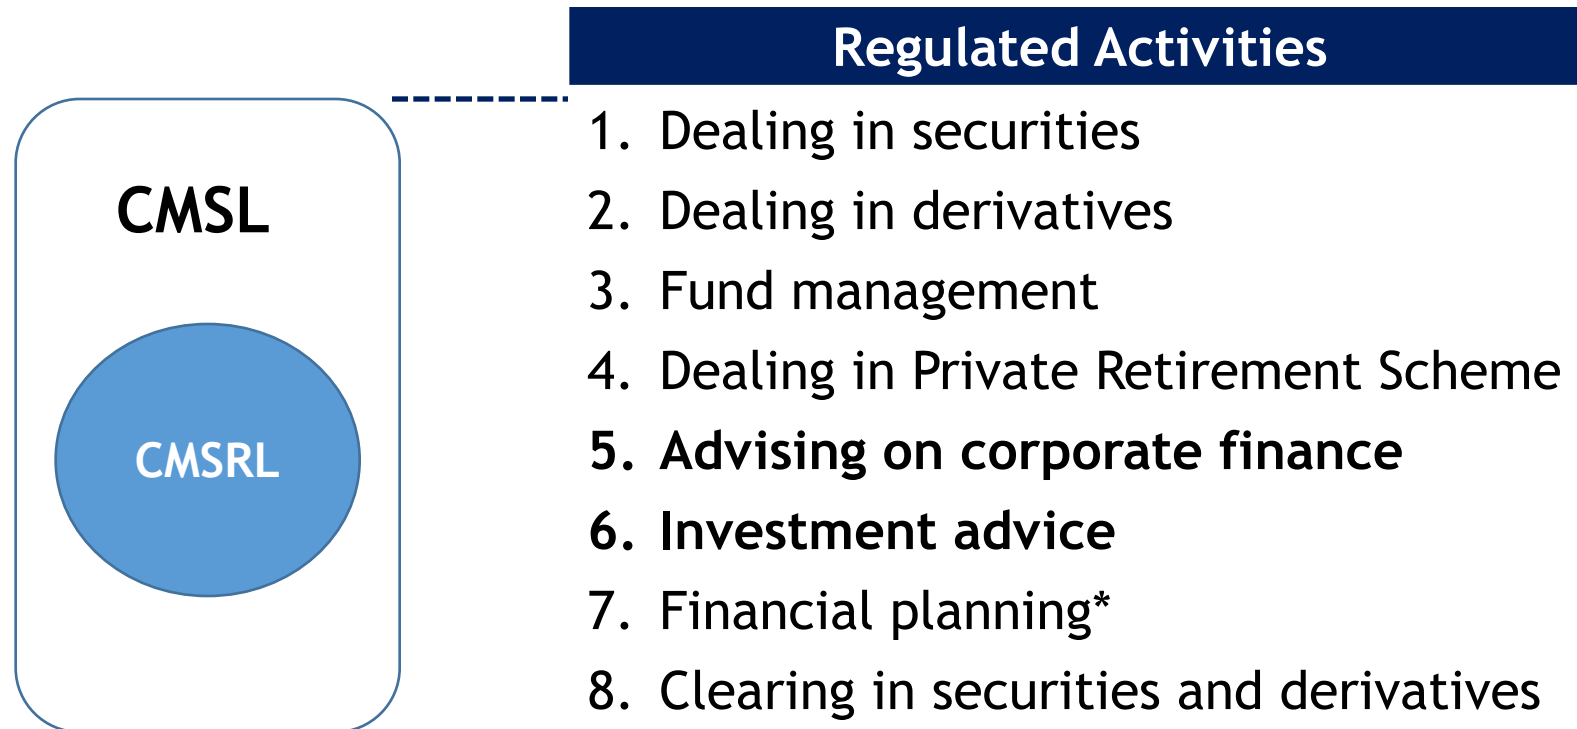 Regulated Activities
CMSL
CMSRL
1. Dealing in securities
2. Dealing in derivatives
3. Fund management
4. Dealing in Private Retirement Scheme
5. Advising on corporate finance
6. Investment advice
7. Financial planning*
8. Clearing in securities and derivatives